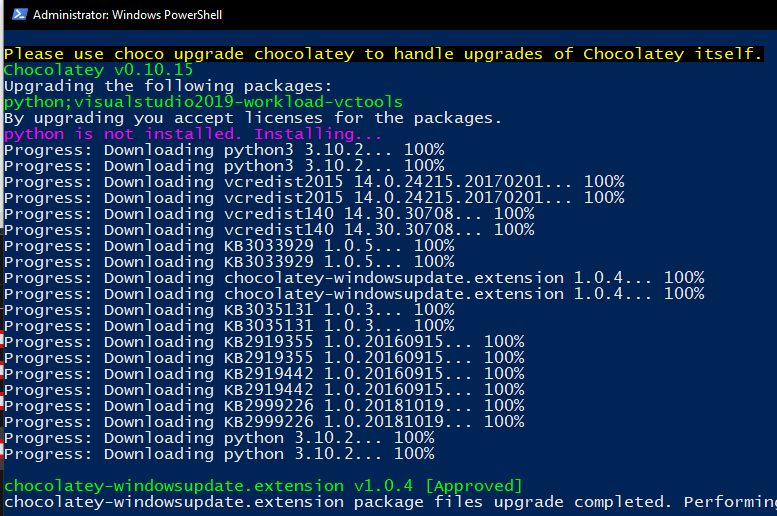 Administrator: Windows PowerShell
Please use choco upgrade chocolatey to handle upgrades of Chocolatey itself.
Chocolatey v0.10.15
Upgrading the following packages:
python;visualstudio2019-workload-vctools
By upgrading you accept licenses for the packages.
python is not installed. Installing...
Progress: Downloading python3 3.10.2... 100%
Progress: Downloading python3 3.10.2... 100%
Progress: Downloading vcredist2015 14.0.24215.20170201... 100%
Progress: Downloading vcredist2015 14.0.24215.20170201... 100%
Progress: Downloading vcredist140 14.30.30708... 100%
Progress: Downloading vcredist140 14.30.30708... 100%
Progress: Downloading KB3033929 1.0.5... 100%
Progress: Downloading KB3033929 1.0.5... 100%
Progress: Downloading chocolatey-windowsupdate.extension 1.0.4... 100%
Progress: Downloading chocolatey-windowsupdate.extension 1.0.4... 100%
Progress: Downloading KB3035131 1.0.3... 100%
Progress: Downloading KB3035131 1.0.3... 100%
Progress: Downloading KB2919355 1.0.20160915... 100%
Progress: Downloading KB2919355 1.0.20160915... 100%
Progress: Downloading KB2919442 1.0.20160915... 100%
Progress: Downloading KB2919442 1.0.20160915... 100%
Progress: Downloading KB2999226 1.0.20181019... 100%
Progress: Downloading KB2999226 1.0.20181019... 100%
Progress: Downloading python 3.10.2... 100%
Progress: Downloading python 3.10.2... 100%
chocolatey-windowsupdate.extension v1.0.4 [Approved]
chocolatey-windowsupdate.extension package files upgrade completed. Performin